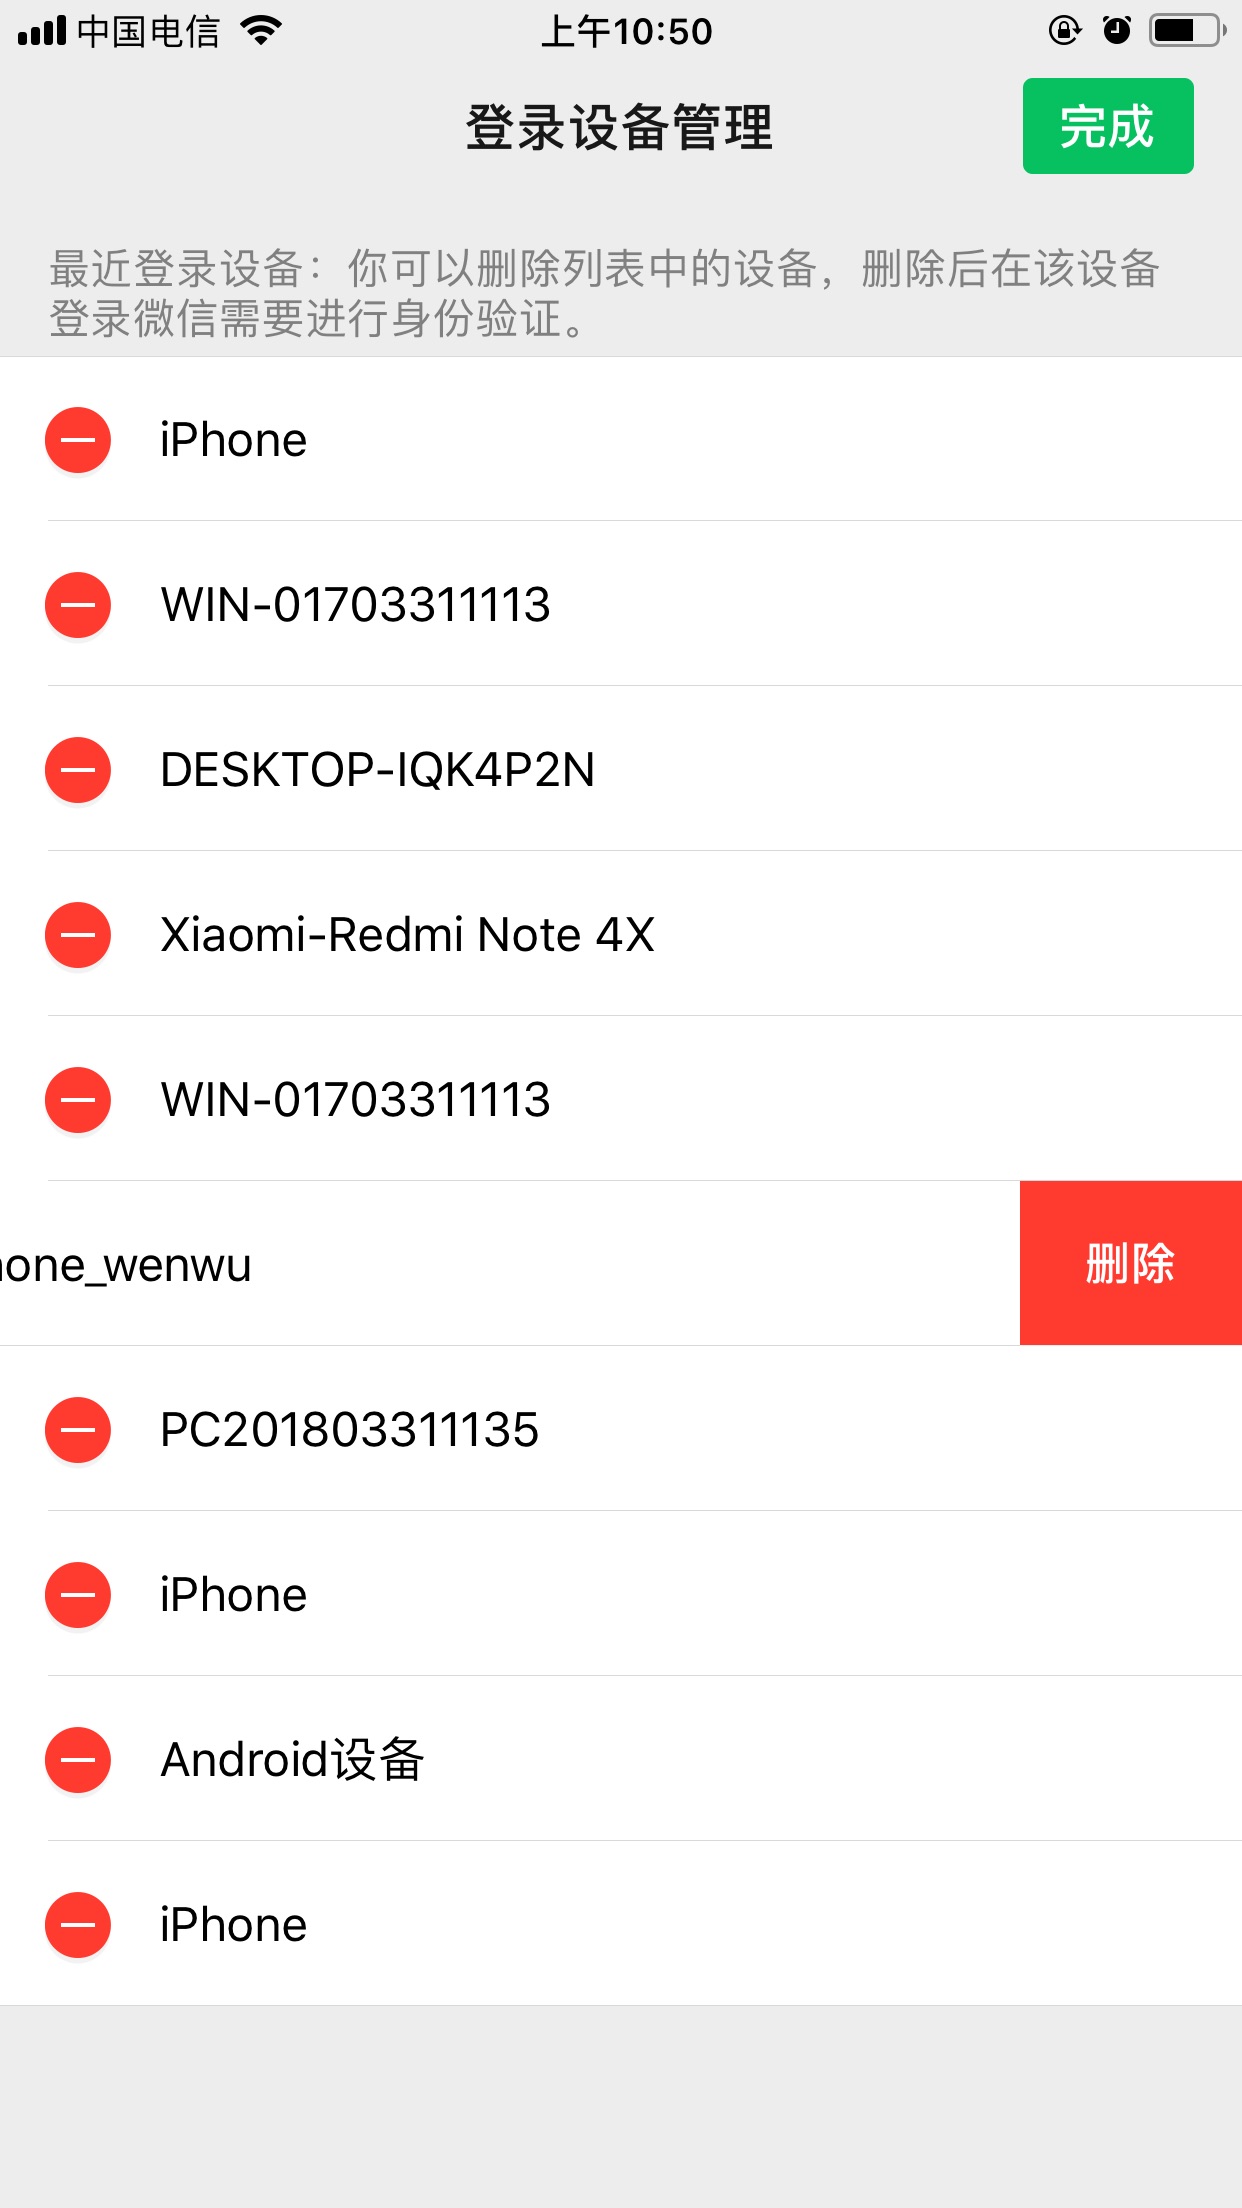 中国电信
上午10:50
登录设备管理
完成
最近登录设备：你可以删除列表中的设备，删除后在该设备
登录微信需要进行身份验证。
iPhone
WIN-01703311113
DESKTOP-IQK4P2N
Xiaomi-Redmi Note 4X
WIN-01703311113
hone_wenwu
删除
PC201803311135
iPhone
Android设备
iPhone